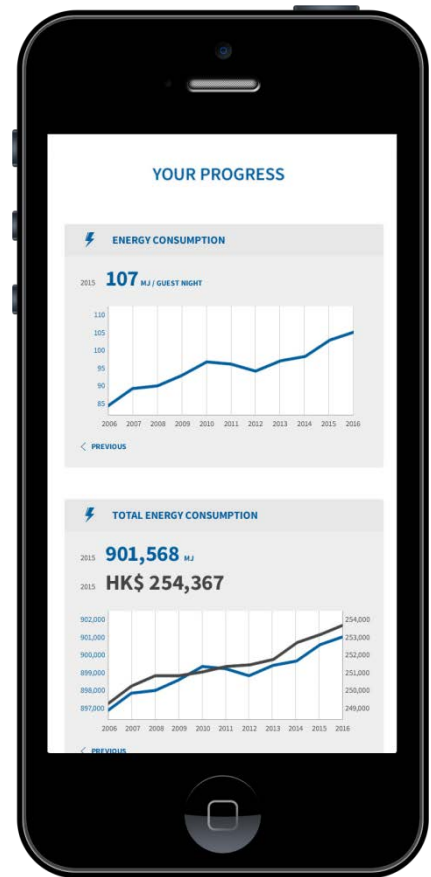 YOUR PROGRESS
ENERGY CONSUMPTION
2015 107 MJ / GUEST NIGHT
110
105
100
95
90
85
2006 2007 2008 2009 2010 2011 2012 2013 2014 2015 2016
< PREVIOUS
TOTAL ENERGY CONSUMPTION
2015 901,568 MJ
2015 HK$ 254,367
902,000 254,000
901,000 253,000
900,000 252,000
899,000 251,000
898,000 250,000
897,000 249,000
2006 2007 2008 2009 2010 2011 2012 2013 2014 2015 2016
< PREVIOUS